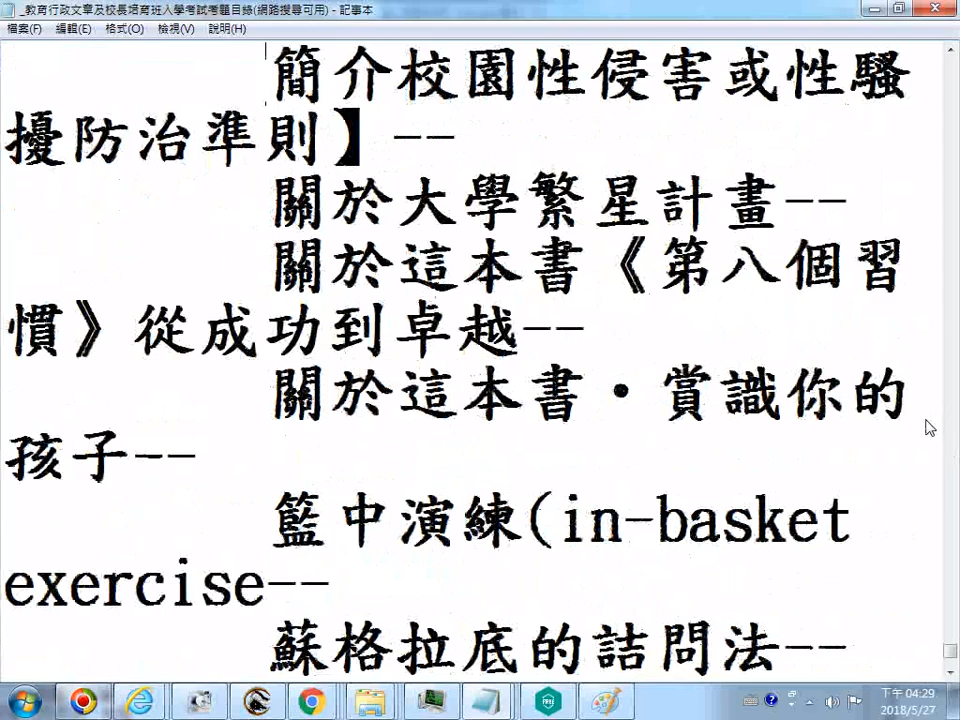 _教育行政文章及校長培育班入學考試考題目錄(網路搜尋可用) - 記事本
檔案(F) 編輯(E) 格式(O) 檢視(V) 說明(H)
簡介校園性侵害或性騷
擾防治準則】--
關於大學繁星計畫--
關於這本書《第八個習
慣》從成功到卓越--
關於這本書・賞識你的
孩子--
籃中演練(in-basket
exercise--
蘇格拉底的詰問法--
下午 04:29
2018/5/27